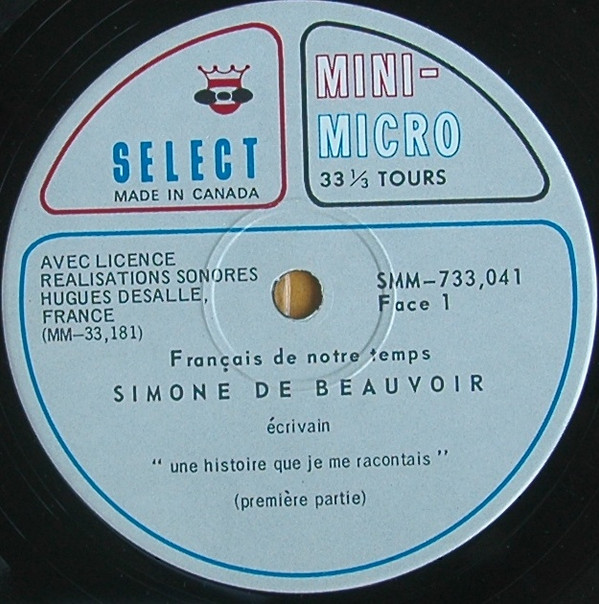 SELECT
MADE IN CANADA
MINI-
MICRO
33 1/3 TOURS
AVEC LICENCE
REALISATIONS SONORES
HUGUES DESALLE,
FRANCE
(MM-33,181)
SMM-733,041
Face 1
Français de notre temps
SIMONE DE BEAUVOIR
écrivain
" une histoire que je me racontais "
(première partie)